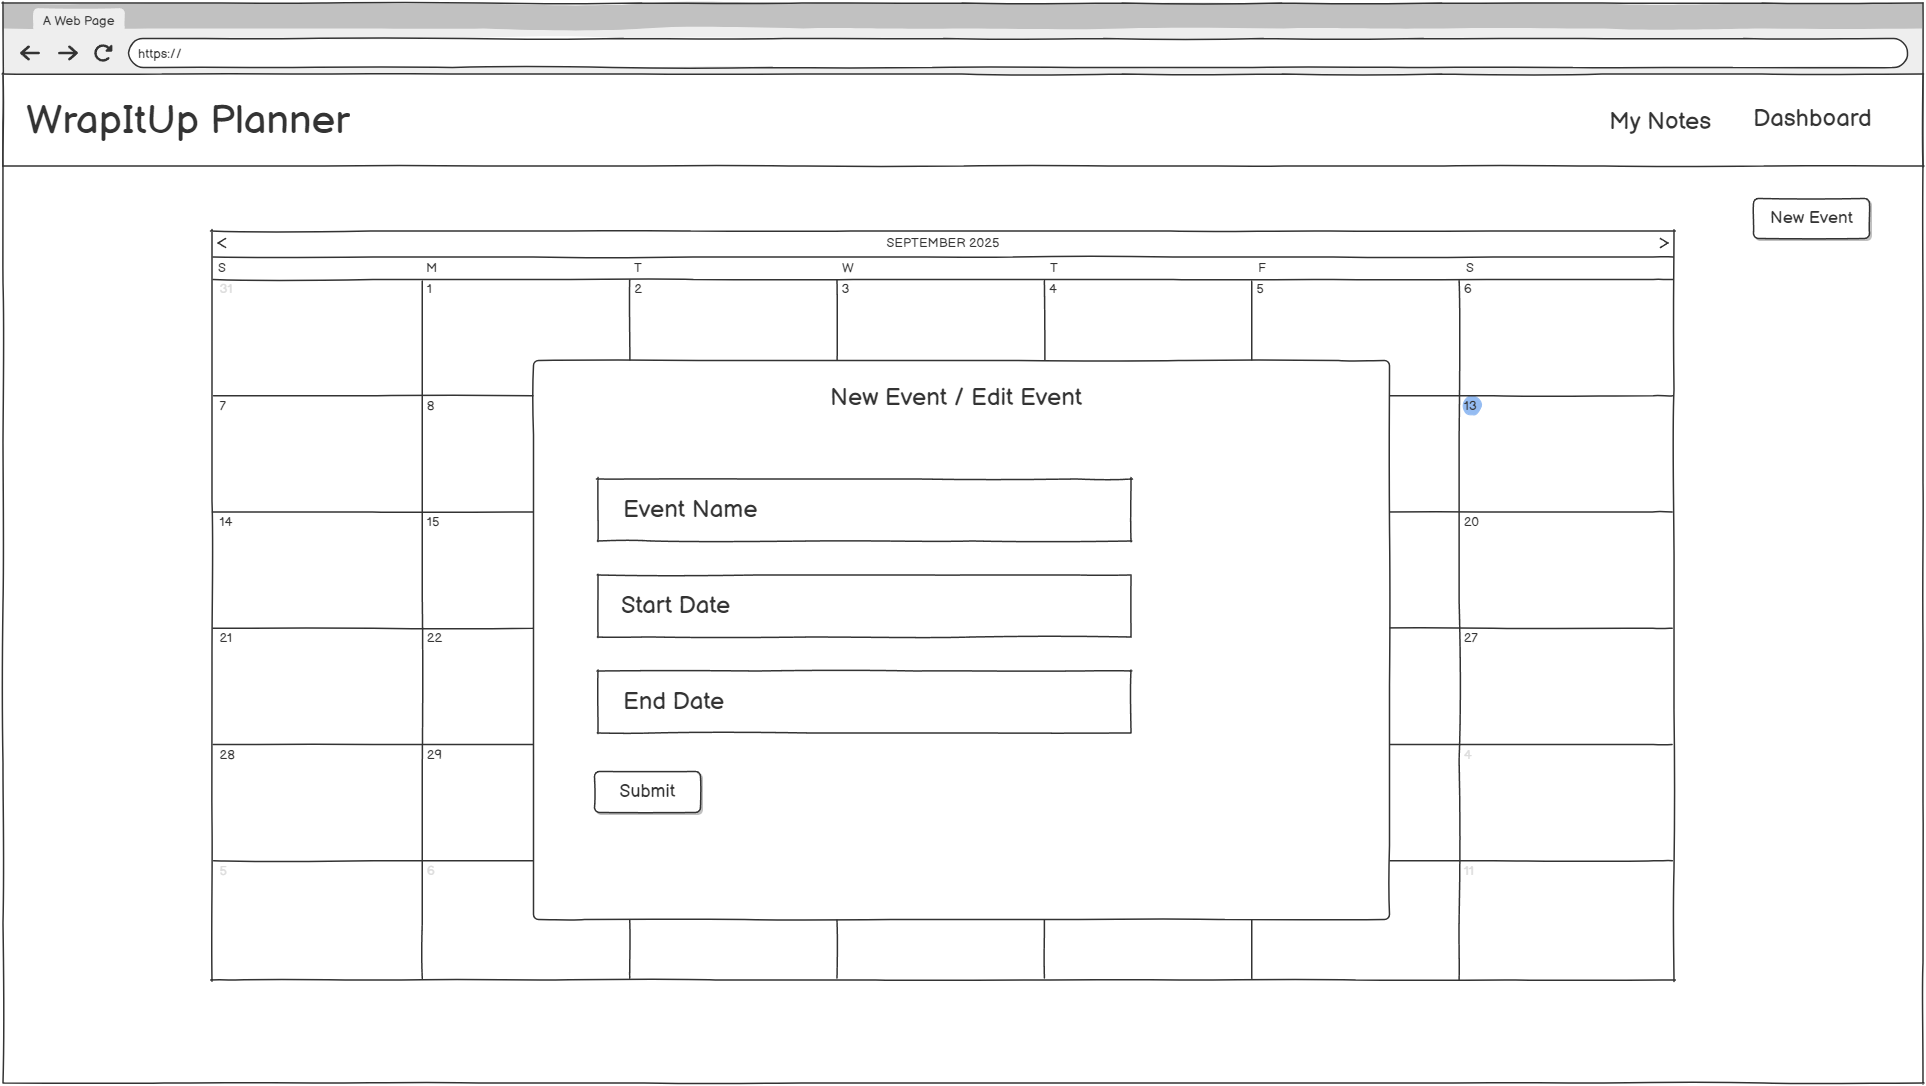 A Web Page
https://
WrapItUp Planner
My Notes
Dashboard
New Event
SEPTEMBER 2025
S M T W T F S
31 1 2 3 4 5 6
7 8 13
14 15 20
21 22 27
28 29 4
5 6 11
New Event / Edit Event
Event Name
Start Date
End Date
Submit